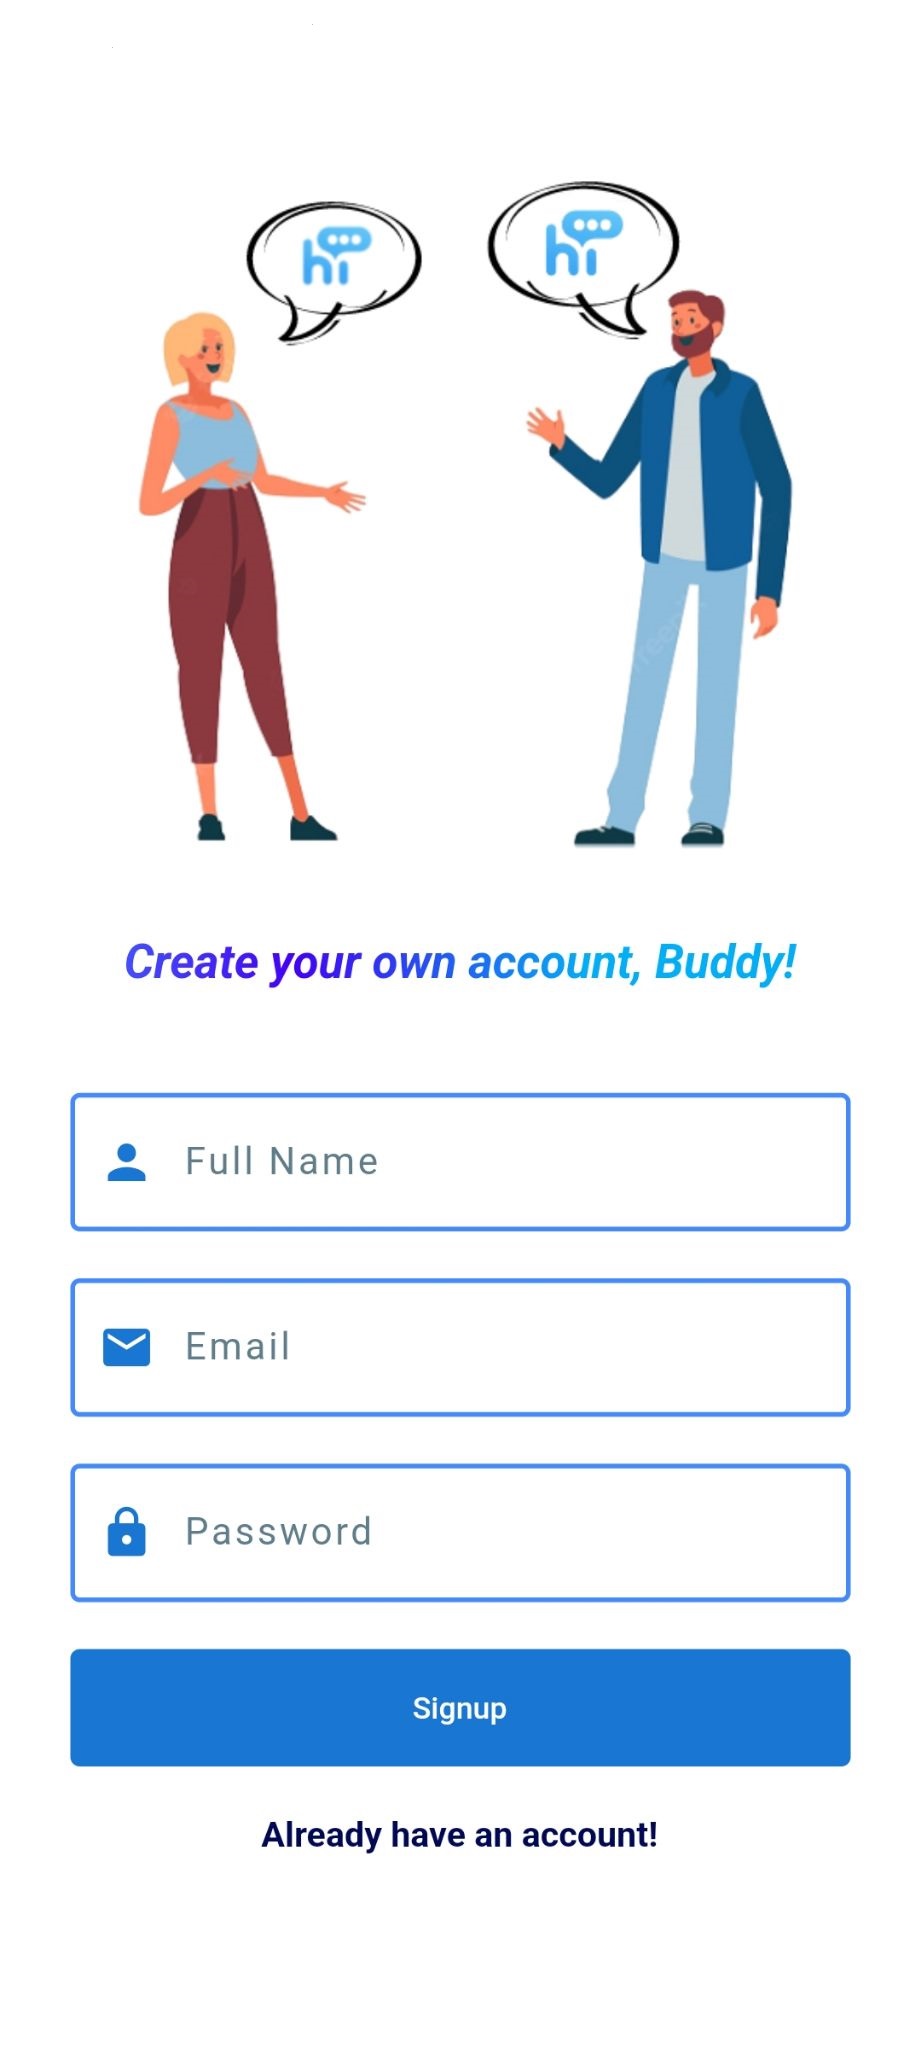 hi
hi
Create your own account, Buddy!
Full Name
Email
Password
Signup
Already have an account!